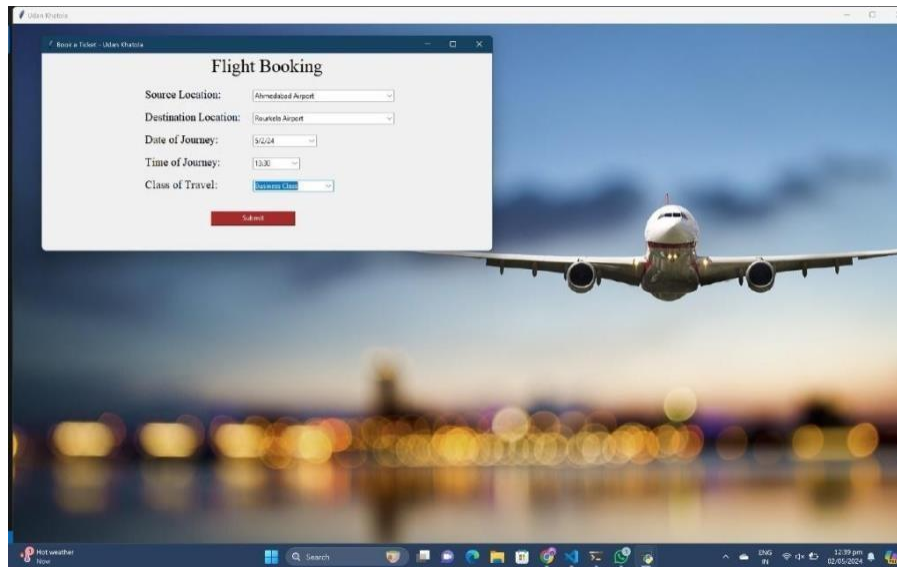 Udan Khatola
Book a Ticket - Udan Khatola
Flight Booking
Source Location: Ahmedabad Airport
Destination Location: Rourkela Airport
Date of Journey: 5/2/24
Time of Journey: 13:30
Class of Travel: Business Class
Submit
Hot weather
Now
Search
ENG
IN
12:39 pm
02/05/2024